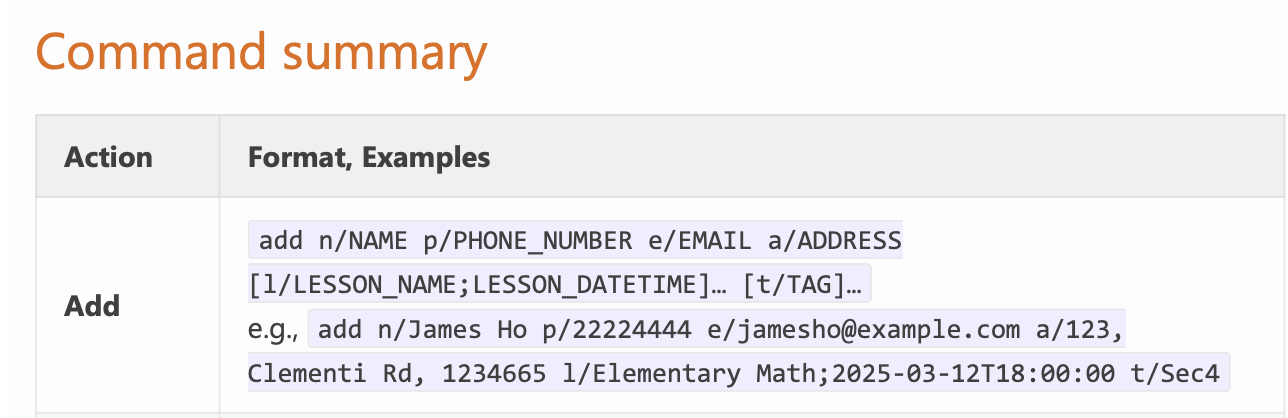 Command summary
Action
Format, Examples
Add
add n/NAME p/PHONE_NUMBER e/EMAIL a/ADDRESS
[l/LESSON_NAME;LESSON_DATETIME]… [t/TAG]…
e.g., add n/James Ho p/22224444 e/jamesho@example.com a/123,
Clementi Rd, 1234665 l/Elementary Math;2025-03-12T18:00:00 t/Sec4